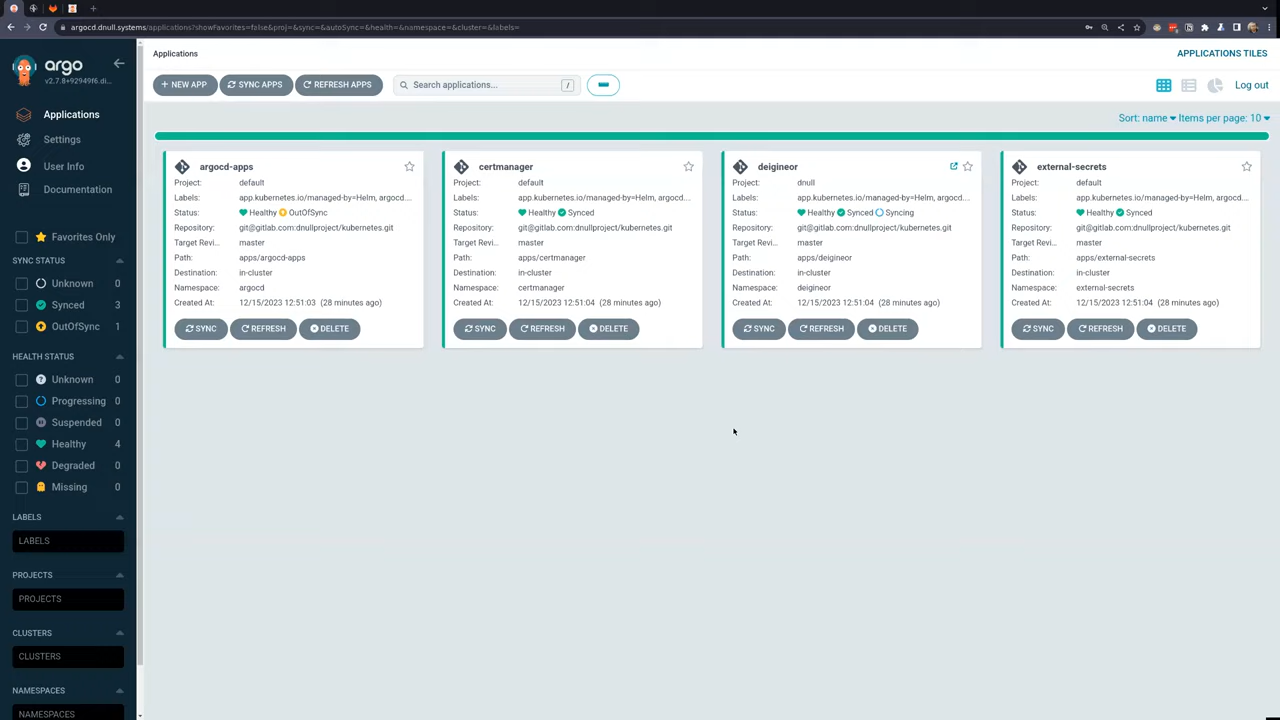 argocd.dnull.systems/applications?showFavorites=false&proj=&sync=&autoSync=&health=&namespace=&cluster=&labels=
argo
v2.7.8+92949f6.di...
Applications
Settings
User Info
Documentation
Favorites Only
SYNC STATUS
Unknown 0
Synced 3
OutOfSync 1
HEALTH STATUS
Unknown 0
Progressing 0
Suspended 0
Healthy 4
Degraded 0
Missing 0
LABELS
LABELS
PROJECTS
PROJECTS
CLUSTERS
CLUSTERS
NAMESPACES
NAMESPACES
Applications
APPLICATIONS TILES
+ NEW APP
SYNC APPS
REFRESH APPS
Search applications...
/
Log out
Sort: name
Items per page: 10
argocd-apps
Project: default
Labels: app.kubernetes.io/managed-by=Helm, argocd...
Status: Healthy OutOfSync
Repository: git@gitlab.com:dnullproject/kubernetes.git
Target Revi... master
Path: apps/argocd-apps
Destination: in-cluster
Namespace: argocd
Created At: 12/15/2023 12:51:03 (28 minutes ago)
SYNC REFRESH DELETE
certmanager
Project: default
Labels: app.kubernetes.io/managed-by=Helm, argocd...
Status: Healthy Synced
Repository: git@gitlab.com:dnullproject/kubernetes.git
Target Revi... master
Path: apps/certmanager
Destination: in-cluster
Namespace: certmanager
Created At: 12/15/2023 12:51:04 (28 minutes ago)
SYNC REFRESH DELETE
deigineor
Project: dnull
Labels: app.kubernetes.io/managed-by=Helm, argocd...
Status: Healthy Synced Syncing
Repository: git@gitlab.com:dnullproject/kubernetes.git
Target Revi... master
Path: apps/deigineor
Destination: in-cluster
Namespace: deigineor
Created At: 12/15/2023 12:51:04 (28 minutes ago)
SYNC REFRESH DELETE
external-secrets
Project: default
Labels: app.kubernetes.io/managed-by=Helm, argocd...
Status: Healthy Synced
Repository: git@gitlab.com:dnullproject/kubernetes.git
Target Revi... master
Path: apps/external-secrets
Destination: in-cluster
Namespace: external-secrets
Created At: 12/15/2023 12:51:04 (28 minutes ago)
SYNC REFRESH DELETE